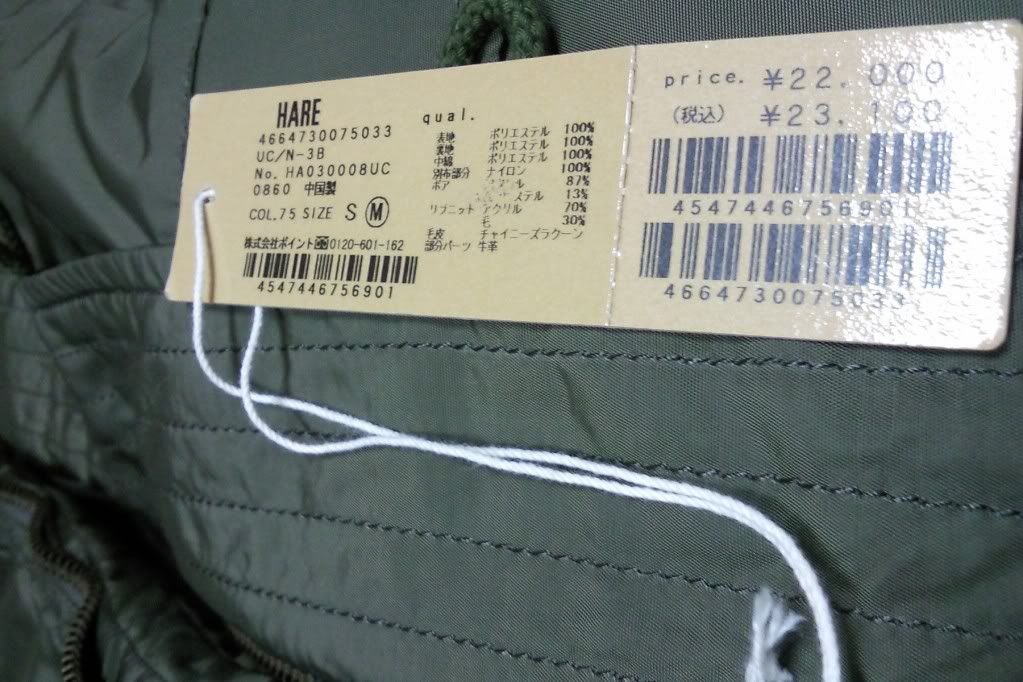 HARE
4664730075033
UC/N-3B
No. HA030008UC
0860 中国製
COL.75 SIZE S M
株式会社ポイント 0120-601-162
4547446756901
qual.
表地 ポリエステル 100%
裏地 ポリエステル 100%
中綿 ポリエステル 100%
別布部分 ナイロン 100%
ボア 87%
ステル 13%
リブニット アクリル 70%
毛 30%
毛皮 チャイニーズラクーン
部分パーツ 牛革
price. ¥22.000
(税込) ¥23.100
4547446756901
4664730075033